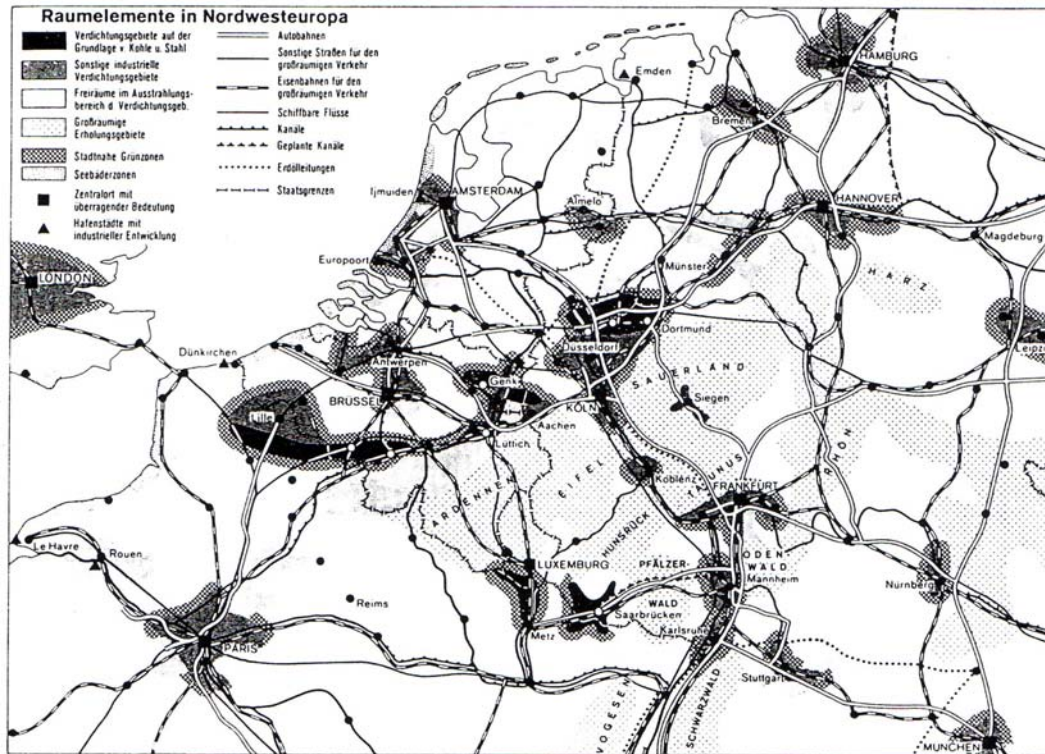 Raumelemente in Nordwesteuropa
Verdichtungsgebiete auf der
Grundlage v. Kohle u. Stahl
Sonstige industrielle
Verdichtungsgebiete
Freiräume im Ausstrahlungs-
bereich d. Verdichtungsgeb.
Großräumige
Erholungsgebiete
Stadtnahe Grünzonen
Seebäderzonen
Zentralort mit
überragender Bedeutung
Hafenstädte mit
industrieller Entwicklung
Autobahnen
Sonstige Straßen für den
großräumigen Verkehr
Eisenbahnen für den
großräumigen Verkehr
Schiffbare Flüsse
Kanäle
Geplante Kanäle
Erdölleitungen
Staatsgrenzen
HAMBURG
Emden
Bremen
Ijmuiden
AMSTERDAM
Almelo
HANNOVER
Magdeburg
Europoort
Münster
HARZ
LONDON
Dortmund
Dünkirchen
Düsseldorf
Leipzi
Antwerpen
Genk
SAUERLAND
BRÜSSEL
KÖLN
Siegen
Lille
Aachen
Lüttich
EIFEL
Koblenz
TAUNUS
RHÖN
ARDENNEN
FRANKFURT
HUNSRÜCK
Le Havre
Rouen
LUXEMBURG
PFÄLZER-
ODEN
WALD
Mannheim
Nürnberg
Reims
WALD
Saarbrücken
PARIS
Metz
Karlsruhe
Stuttgart
VOGESEN
SCHWARZWALD
MÜNCHEN